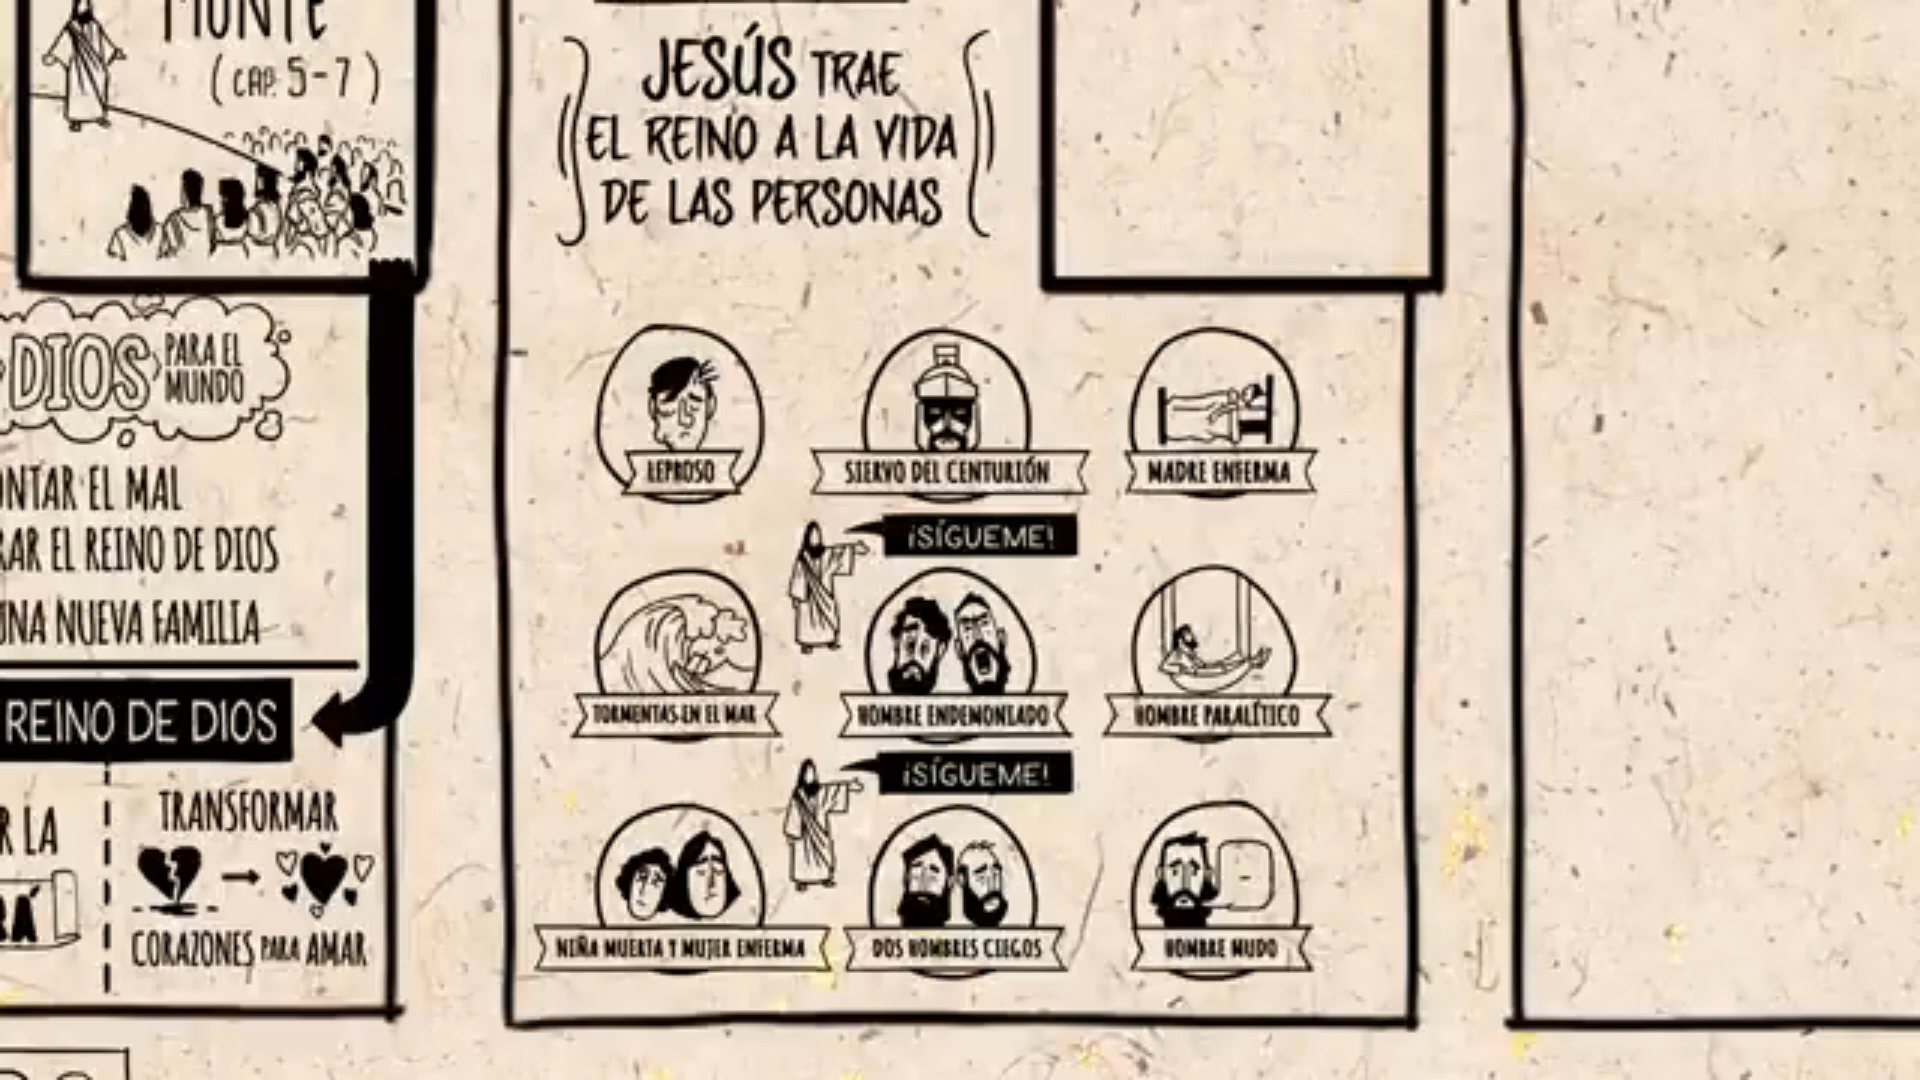 MONTE
( CAP. 5-7 )
DIOS PARA EL
MUNDO
EL MAL
EL REINO DE DIOS
NUEVA FAMILIA
REINO DE DIOS
LA
TRANSFORMAR
CORAZONES PARA AMAR
JESÚS TRAE
EL REINO A LA VIDA
DE LAS PERSONAS
LEPROSO
SIERVO DEL CENTURIÓN
MADRE ENFERMA
¡SÍGUEME!
TORMENTAS EN EL MAR
HOMBRE ENDEMONIADO
HOMBRE PARALÍTICO
¡SÍGUEME!
NIÑA MUERTA Y MUJER ENFERMA
DOS HOMBRES CIEGOS
HOMBRE MUDO